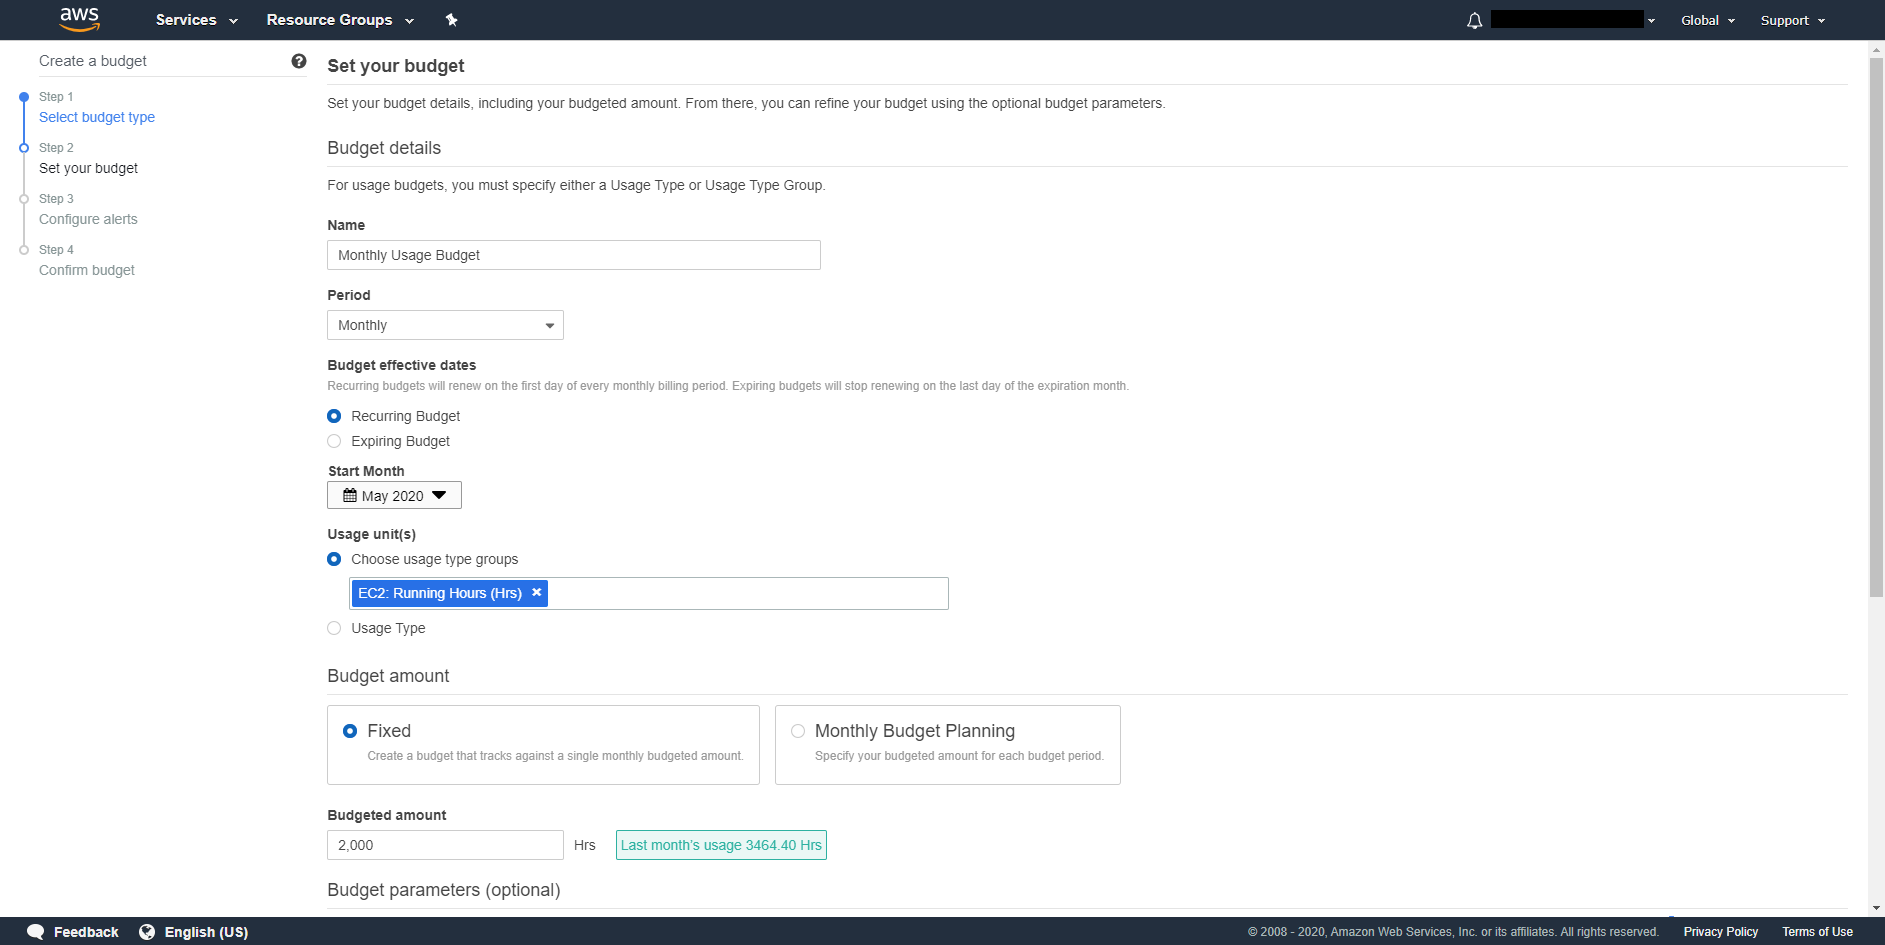 aws Services Resource Groups Global Support
Create a budget
Step 1
Select budget type
Step 2
Set your budget
Step 3
Configure alerts
Step 4
Confirm budget
Set your budget
Set your budget details, including your budgeted amount. From there, you can refine your budget using the optional budget parameters.
Budget details
For usage budgets, you must specify either a Usage Type or Usage Type Group.
Name
Monthly Usage Budget
Period
Monthly
Budget effective dates
Recurring budgets will renew on the first day of every monthly billing period. Expiring budgets will stop renewing on the last day of the expiration month.
Recurring Budget
Expiring Budget
Start Month
May 2020
Usage unit(s)
Choose usage type groups
EC2: Running Hours (Hrs) ×
Usage Type
Budget amount
Fixed
Create a budget that tracks against a single monthly budgeted amount.
Monthly Budget Planning
Specify your budgeted amount for each budget period.
Budgeted amount
2,000 Hrs Last month's usage 3464.40 Hrs
Budget parameters (optional)
Feedback English (US) © 2008 - 2020, Amazon Web Services, Inc. or its affiliates. All rights reserved. Privacy Policy Terms of Use